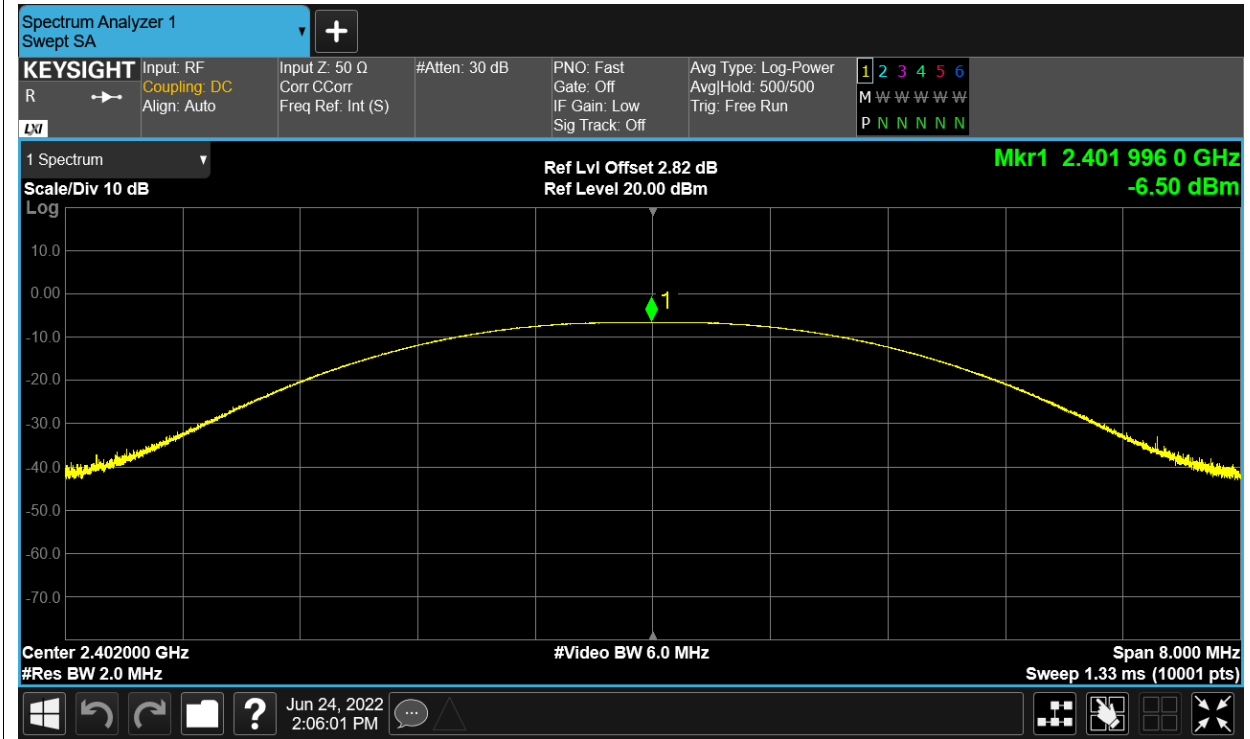 Spectrum Analyzer 1
Swept SA
KEYSIGHT
R
LXI
Input: RF
Coupling: DC
Align: Auto
Input Z: 50 Ω
Corr CCorr
Freq Ref: Int (S)
#Atten: 30 dB
PNO: Fast
Gate: Off
IF Gain: Low
Sig Track: Off
Avg Type: Log-Power
Avg|Hold: 500/500
Trig: Free Run
1 2 3 4 5 6
M W W W W W
P N N N N N
1 Spectrum
Scale/Div 10 dB
Ref Lvl Offset 2.82 dB
Ref Level 20.00 dBm
Mkr1 2.401 996 0 GHz
-6.50 dBm
Log
10.0
0.00
-10.0
-20.0
-30.0
-40.0
-50.0
-60.0
-70.0
1
Center 2.402000 GHz
#Video BW 6.0 MHz
Span 8.000 MHz
#Res BW 2.0 MHz
Sweep 1.33 ms (10001 pts)
?
Jun 24, 2022
2:06:01 PM